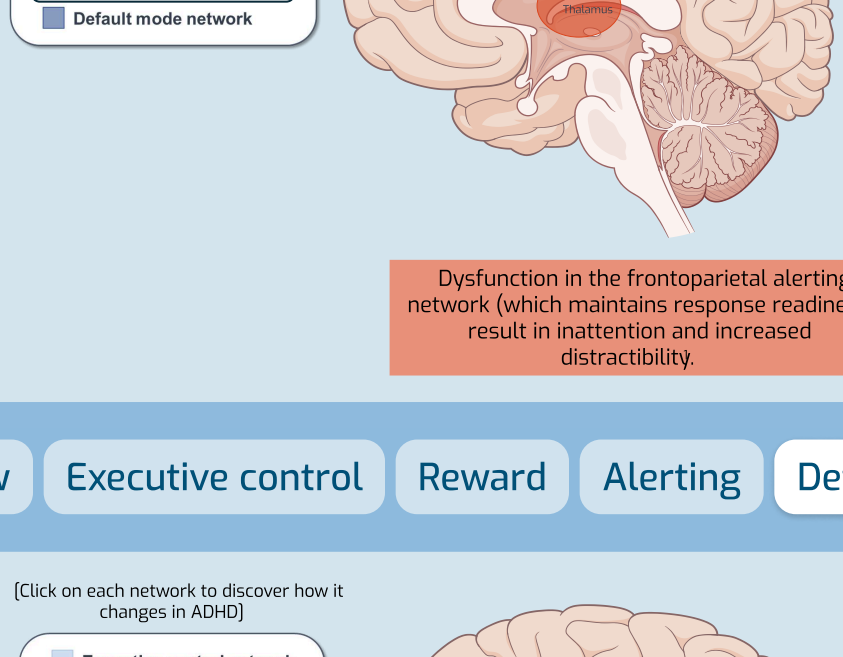 Thalamus
Default mode network
Dysfunction in the frontoparietal alerting
network (which maintains response
result in inattention and increased
distractibility.
Executive control
Reward
Alerting
[Click on each network to discover how it
changes in ADHD]